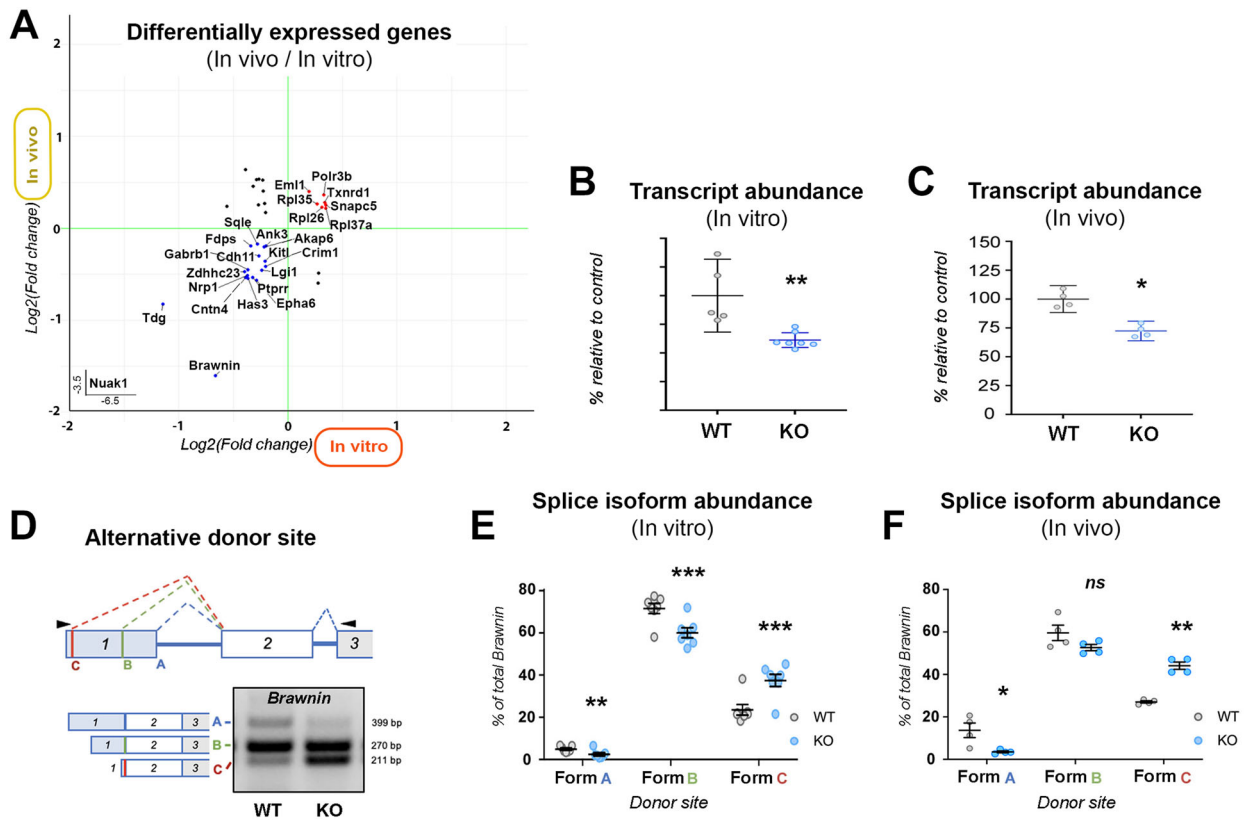 A
Differentially expressed genes
(In vivo / In vitro)
2
1
0
-1
-2
In vivo
Log2(Fold change)
Polr3b
Eml1
Txnrd1
Rpl35
Snapc5
Rpl26
Rpl37a
Sqle
Ank3
Akap6
Fdps
Kitl
Crim1
Gabrb1
Cdh11
Zdhhc23
Lgi1
Nrp1
Ptprr
Cntn4
Has3
Epha6
Tdg
Brawnin
Nuak1
-3.5
-6.5
-2
-1
0
1
2
Log2(Fold change)
In vitro
B
Transcript abundance
(In vitro)
% relative to control
**
WT
KO
C
Transcript abundance
(In vivo)
% relative to control
150
100
75
50
25
0
*
WT
KO
D
Alternative donor site
1
2
3
C
B
A
Brawnin
1
2
3
A
399 bp
1
2
3
B
270 bp
1
2
3
C
211 bp
WT
KO
E
Splice isoform abundance
(In vitro)
% of total Brawnin
80
60
40
20
0
**
***
***
WT
KO
Form A
Form B
Form C
Donor site
F
Splice isoform abundance
(In vivo)
% of total Brawnin
80
60
40
20
0
*
ns
**
WT
KO
Form A
Form B
Form C
Donor site